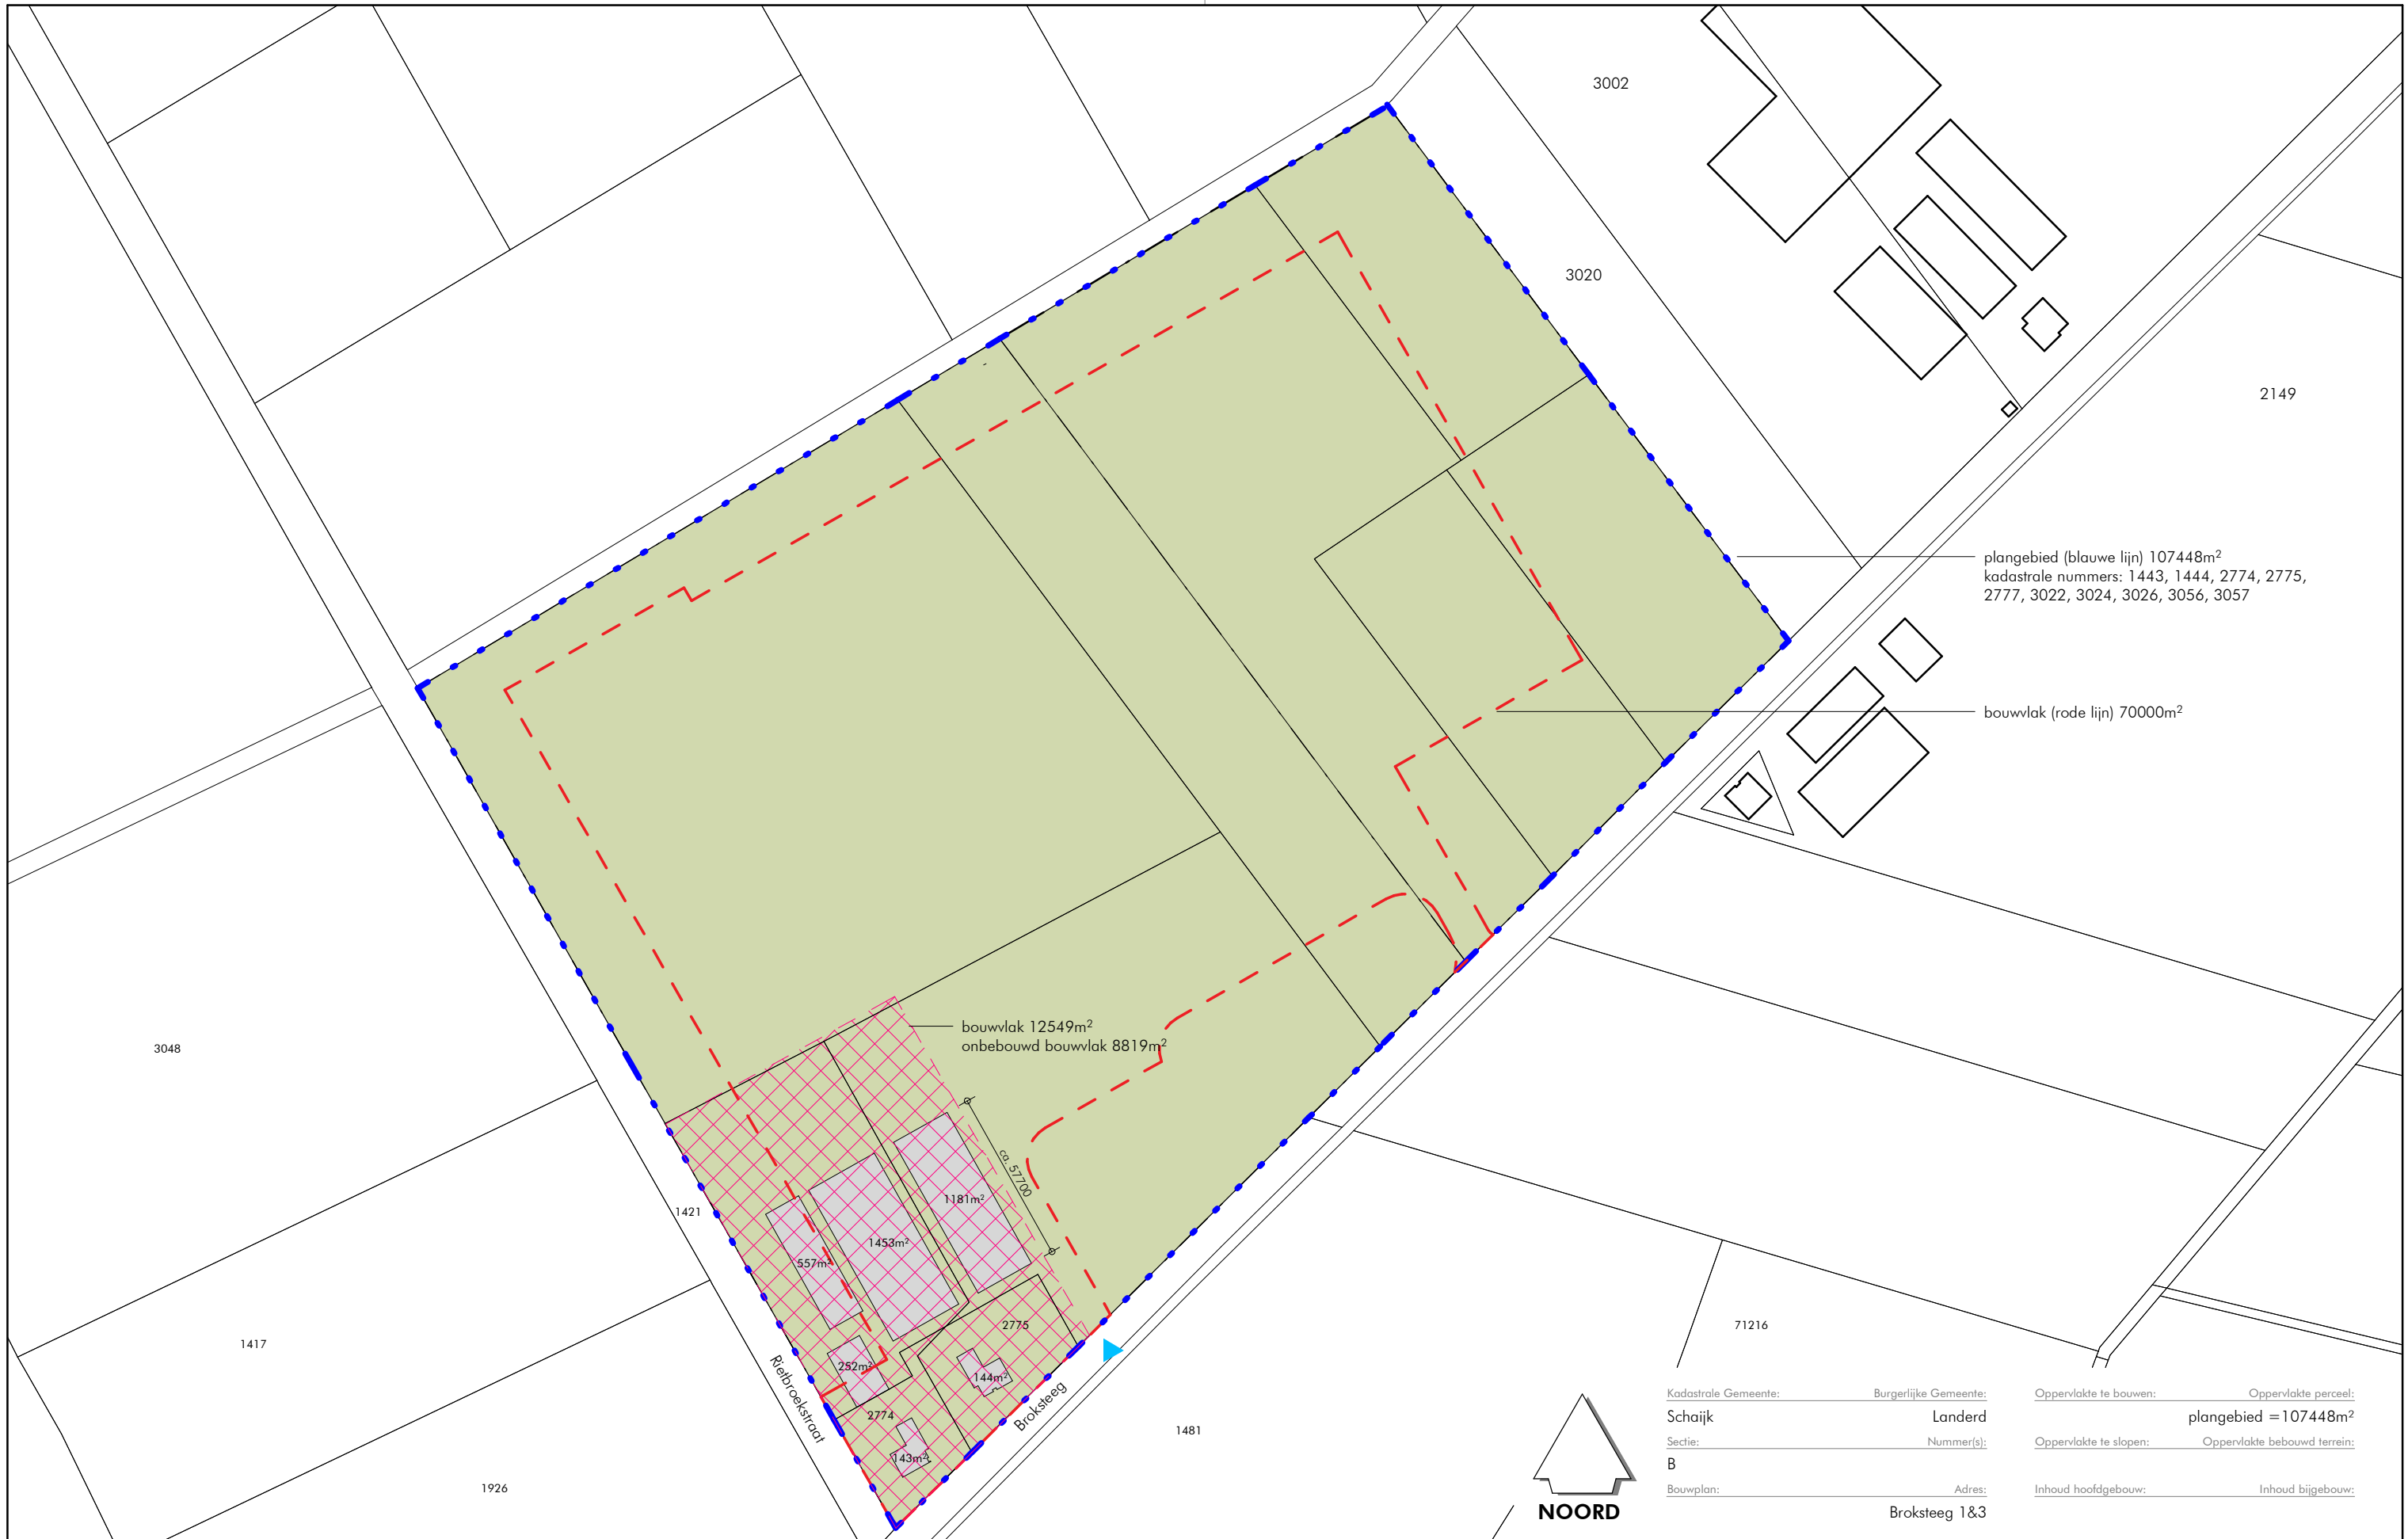 3002
3020
2149
plangebied (blauwe lijn) 107448m²
kadastrale nummers: 1443, 1444, 2774, 2775,
2777, 3022, 3024, 3026, 3056, 3057
bouwvlak (rode lijn) 70000m²
3048
bouwvlak 12549m²
onbebouwd bouwvlak 8819m²
ca. 57700
1181m²
1421
1453m²
557m²
2775
71216
1417
252m²
144m²
Rietbroekstraat
Broksteeg
2774
143m²
1481
1926
NOORD
Kadastrale Gemeente: Burgerlijke Gemeente:
Schaijk Landerd
Sectie: Nummer(s):
B
Bouwplan: Adres:
Broksteeg 1&3
Oppervlakte te bouwen: Oppervlakte perceel:
plangebied =107448m²
Oppervlakte te slopen: Oppervlakte bebouwd terrein:
Inhoud hoofdgebouw: Inhoud bijgebouw: